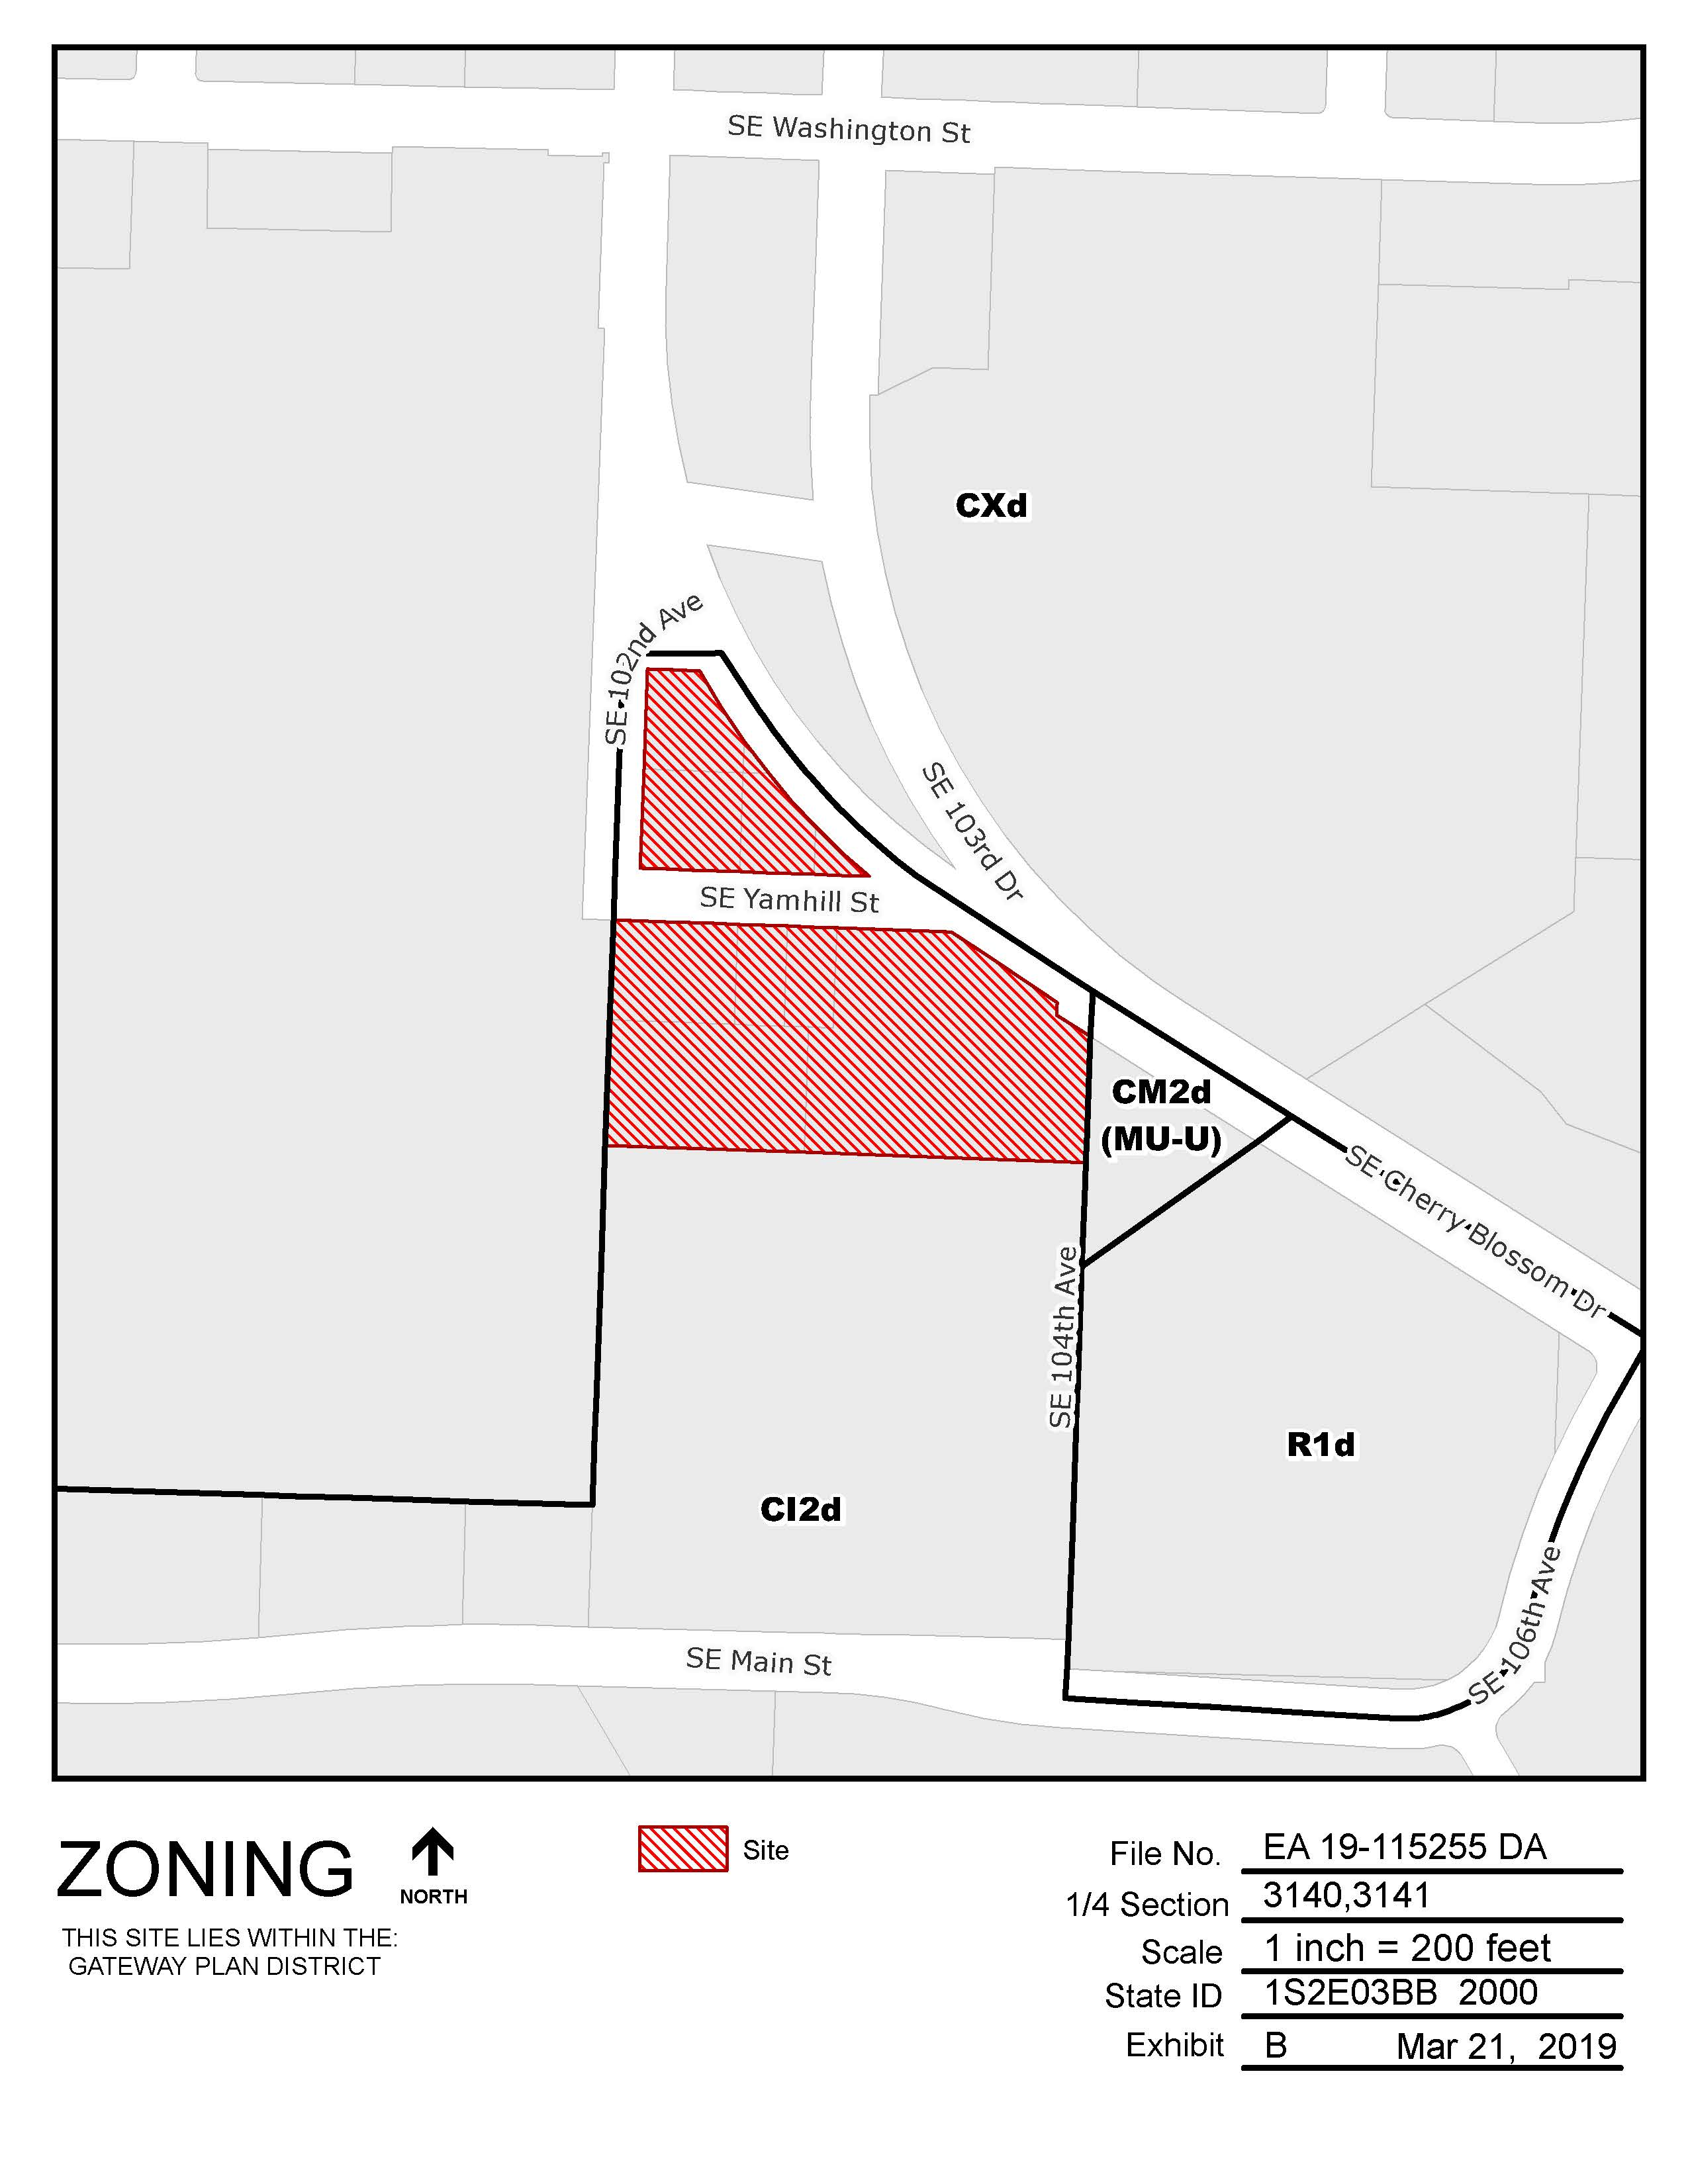 SE Washington St
CXd
SE 102nd Ave
SE 103rd Dr
SE Yamhill St
CM2d
(MU-U)
SE Cherry Blossom Dr
SE 104th Ave
R1d
CI2d
SE 106th Ave
SE Main St
ZONING
NORTH
THIS SITE LIES WITHIN THE:
GATEWAY PLAN DISTRICT
Site
File No. EA 19-115255 DA
1/4 Section 3140,3141
Scale 1 inch = 200 feet
State ID 1S2E03BB 2000
Exhibit B Mar 21, 2019